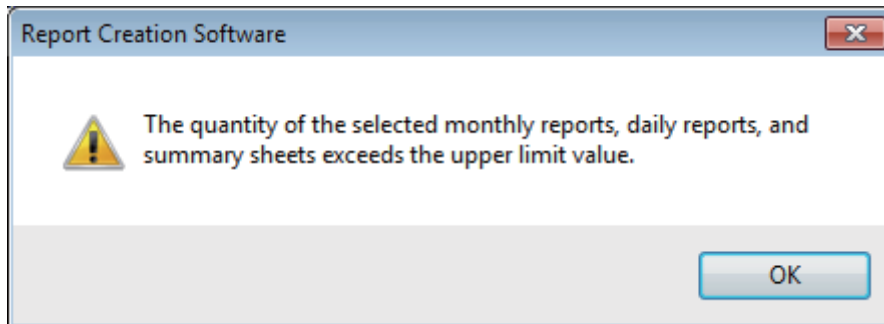 Report Creation Software
The quantity of the selected monthly reports, daily reports, and
summary sheets exceeds the upper limit value.
OK